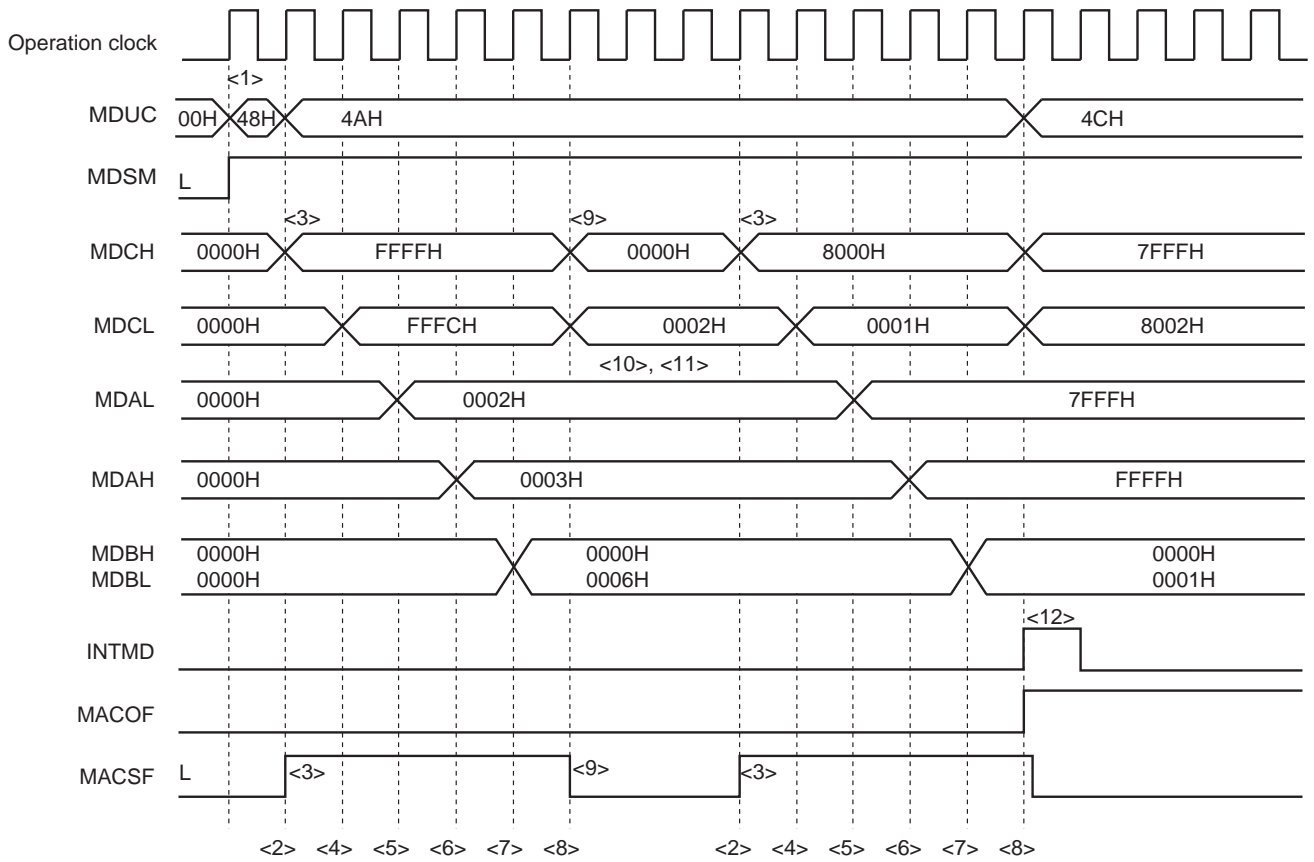 Operation clock
<1>
MDUC 00H 48H 4AH 4CH
MDSM L
<3> <9> <3>
MDCH 0000H FFFFH 0000H 8000H 7FFFH
MDCL 0000H FFFCH 0002H 0001H 8002H
<10>, <11>
MDAL 0000H 0002H 7FFFH
MDAH 0000H 0003H FFFFH
MDBH 0000H 0000H 0000H
MDBL 0000H 0006H 0001H
<12>
INTMD
MACOF
MACSF L <3> <9> <3>
<2> <4> <5> <6> <7> <8> <2> <4> <5> <6> <7> <8>